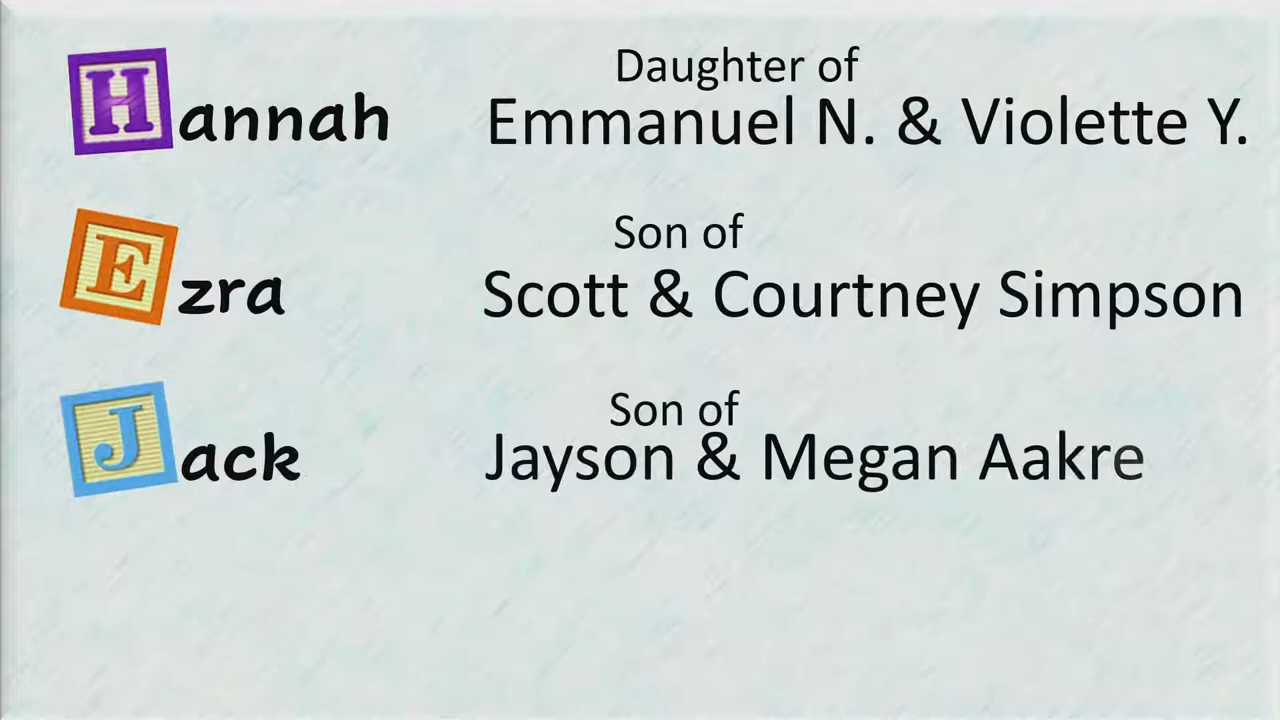 Daughter of
Hannah Emmanuel N. & Violette Y.
Son of
Ezra Scott & Courtney Simpson
Son of
Jack Jayson & Megan Aakre